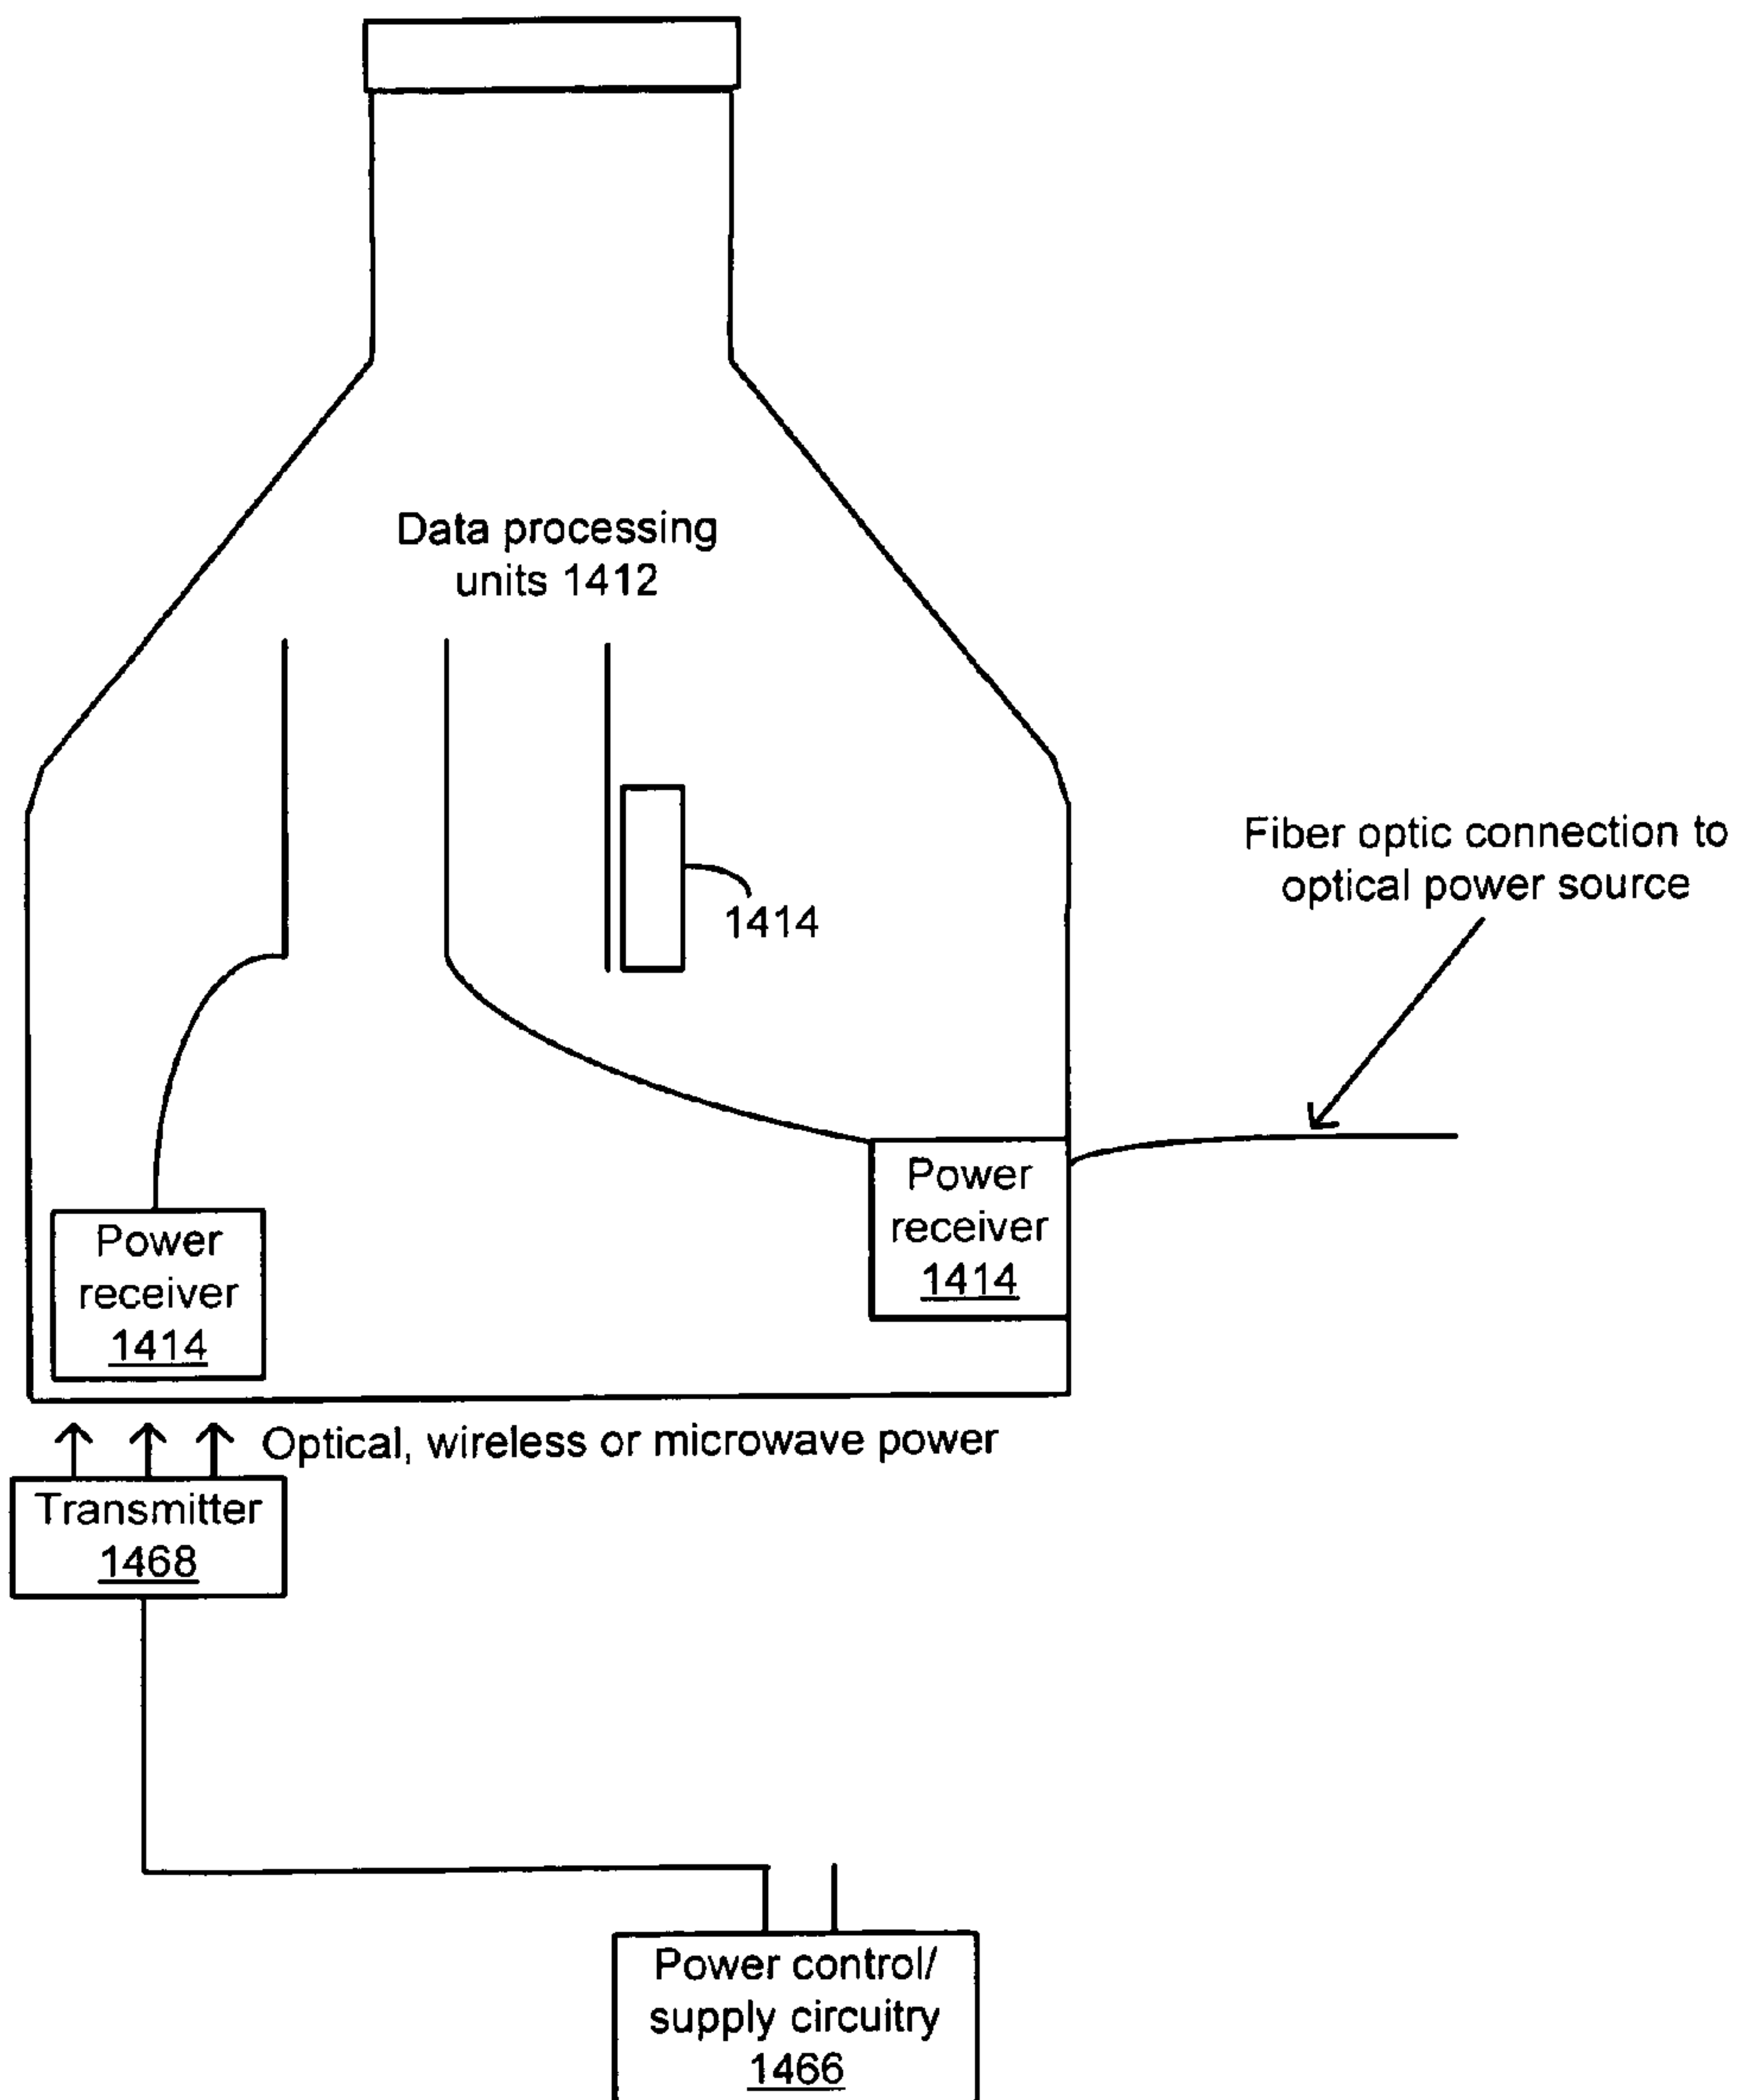 Data processing
units 1412
Fiber optic connection to
optical power source
1414
Power
receiver
1414
Power
receiver
1414
Optical, wireless or microwave power
Transmitter
1468
Power control/
supply circuitry
1466